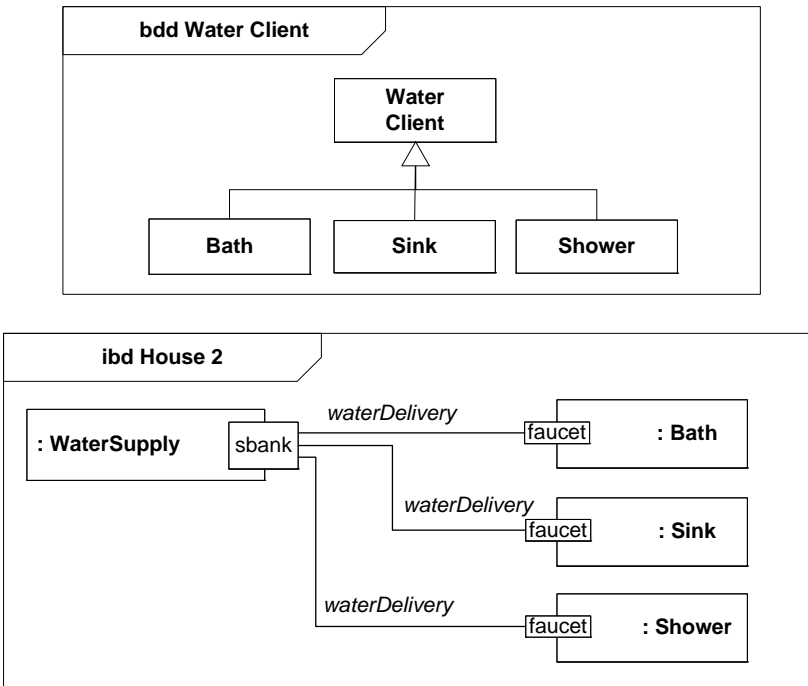 bdd Water Client
Water
Client
Bath
Sink
Shower
ibd House 2
: WaterSupply
sbank
waterDelivery
faucet
: Bath
waterDelivery
faucet
: Sink
waterDelivery
faucet
: Shower